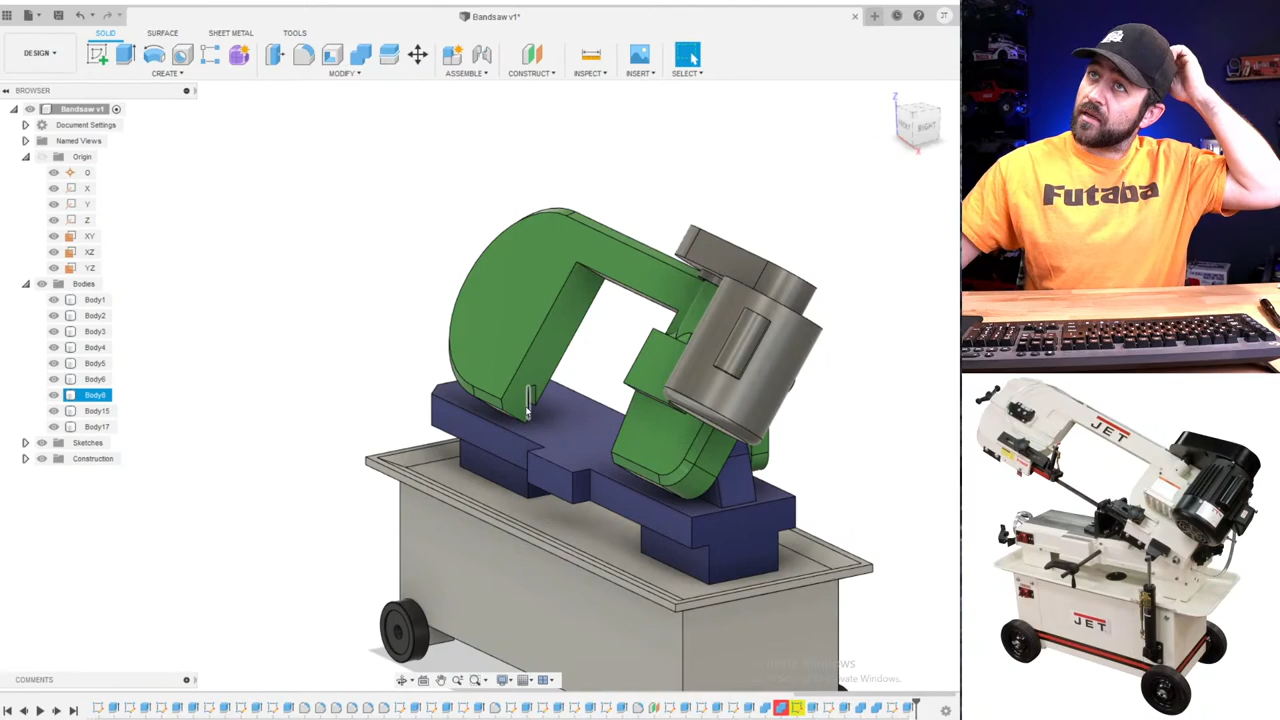 Bandsaw v1*
JT
DESIGN
SOLID
SURFACE
SHEET METAL
TOOLS
CREATE
MODIFY
ASSEMBLE
CONSTRUCT
INSPECT
INSERT
SELECT
BROWSER
Bandsaw v1
Document Settings
Named Views
Origin
O
X
Y
Z
XY
XZ
YZ
Bodies
Body1
Body2
Body3
Body4
Body5
Body6
Body8
Body15
Body17
Sketches
Construction
Z
RIGHT
COMMENTS
Futaba
JET
JET